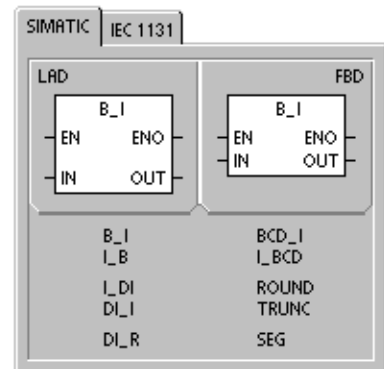 SIMATIC IEC 1131
LAD FBD
B_I B_I
EN ENO EN ENO
IN OUT IN OUT
B_I BCD_I
I_B I_BCD
I_DI ROUND
DI_I TRUNC
DI_R SEG